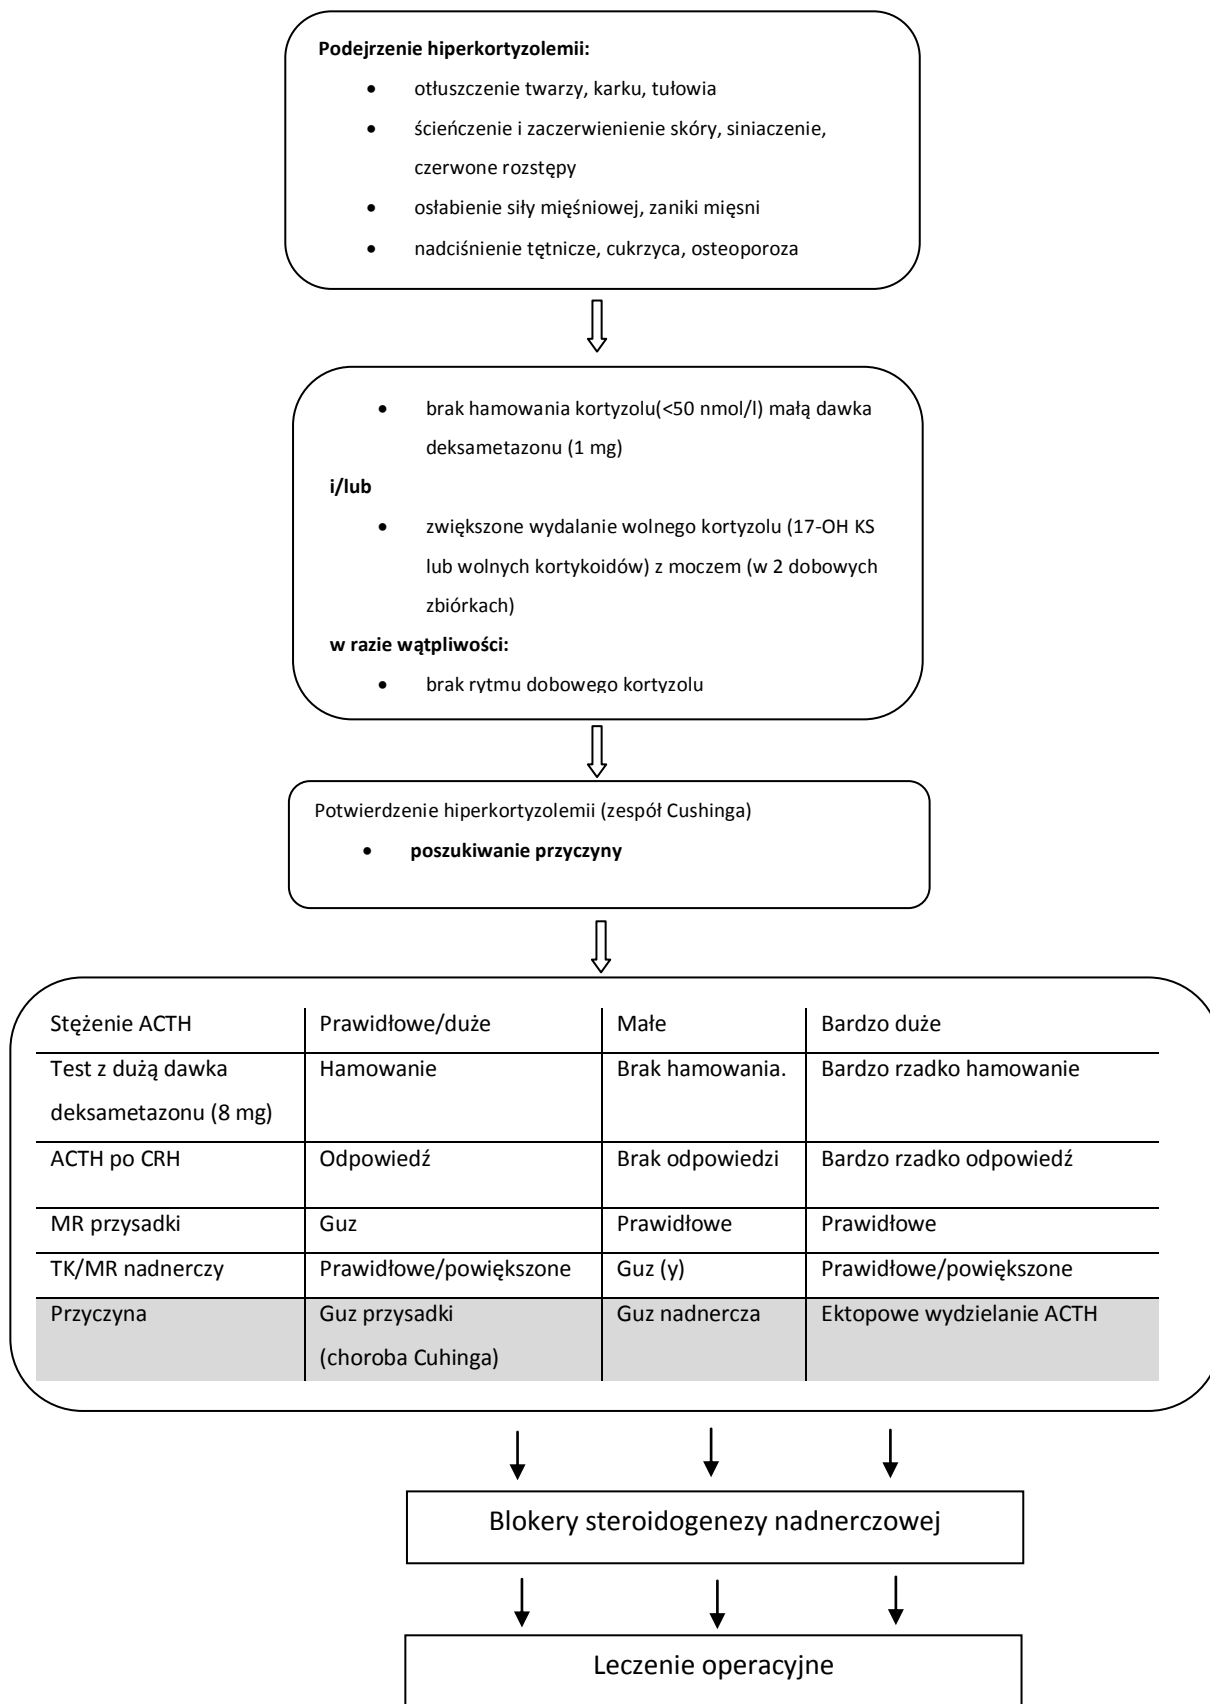 Podejrzenie hiperkortyzolemii:
• otłuszczenie twarzy, karku, tułowia
• ścieńczenie i zaczerwienienie skóry, siniaczenie,
czerwone rozstępy
• osłabienie siły mięśniowej, zaniki mięsni
• nadciśnienie tętnicze, cukrzyca, osteoporoza
• brak hamowania kortyzolu(<50 nmol/l) małą dawka
deksametazonu (1 mg)
i/lub
• zwiększone wydalanie wolnego kortyzolu (17-OH KS
lub wolnych kortykoidów) z moczem (w 2 dobowych
zbiórkach)
w razie wątpliwości:
• brak rytmu dobowego kortyzolu
Potwierdzenie hiperkortyzolemii (zespół Cushinga)
• poszukiwanie przyczyny
Stężenie ACTH Prawidłowe/duże Małe Bardzo duże
Test z dużą dawka Hamowanie Brak hamowania. Bardzo rzadko hamowanie
deksametazonu (8 mg)
ACTH po CRH Odpowiedź Brak odpowiedzi Bardzo rzadko odpowiedź
MR przysadki Guz Prawidłowe Prawidłowe
TK/MR nadnerczy Prawidłowe/powiększone Guz (y) Prawidłowe/powiększone
Przyczyna Guz przysadki Guz nadnercza Ektopowe wydzielanie ACTH
(choroba Cuhinga)
Blokery steroidogenezy nadnerczowej
Leczenie operacyjne